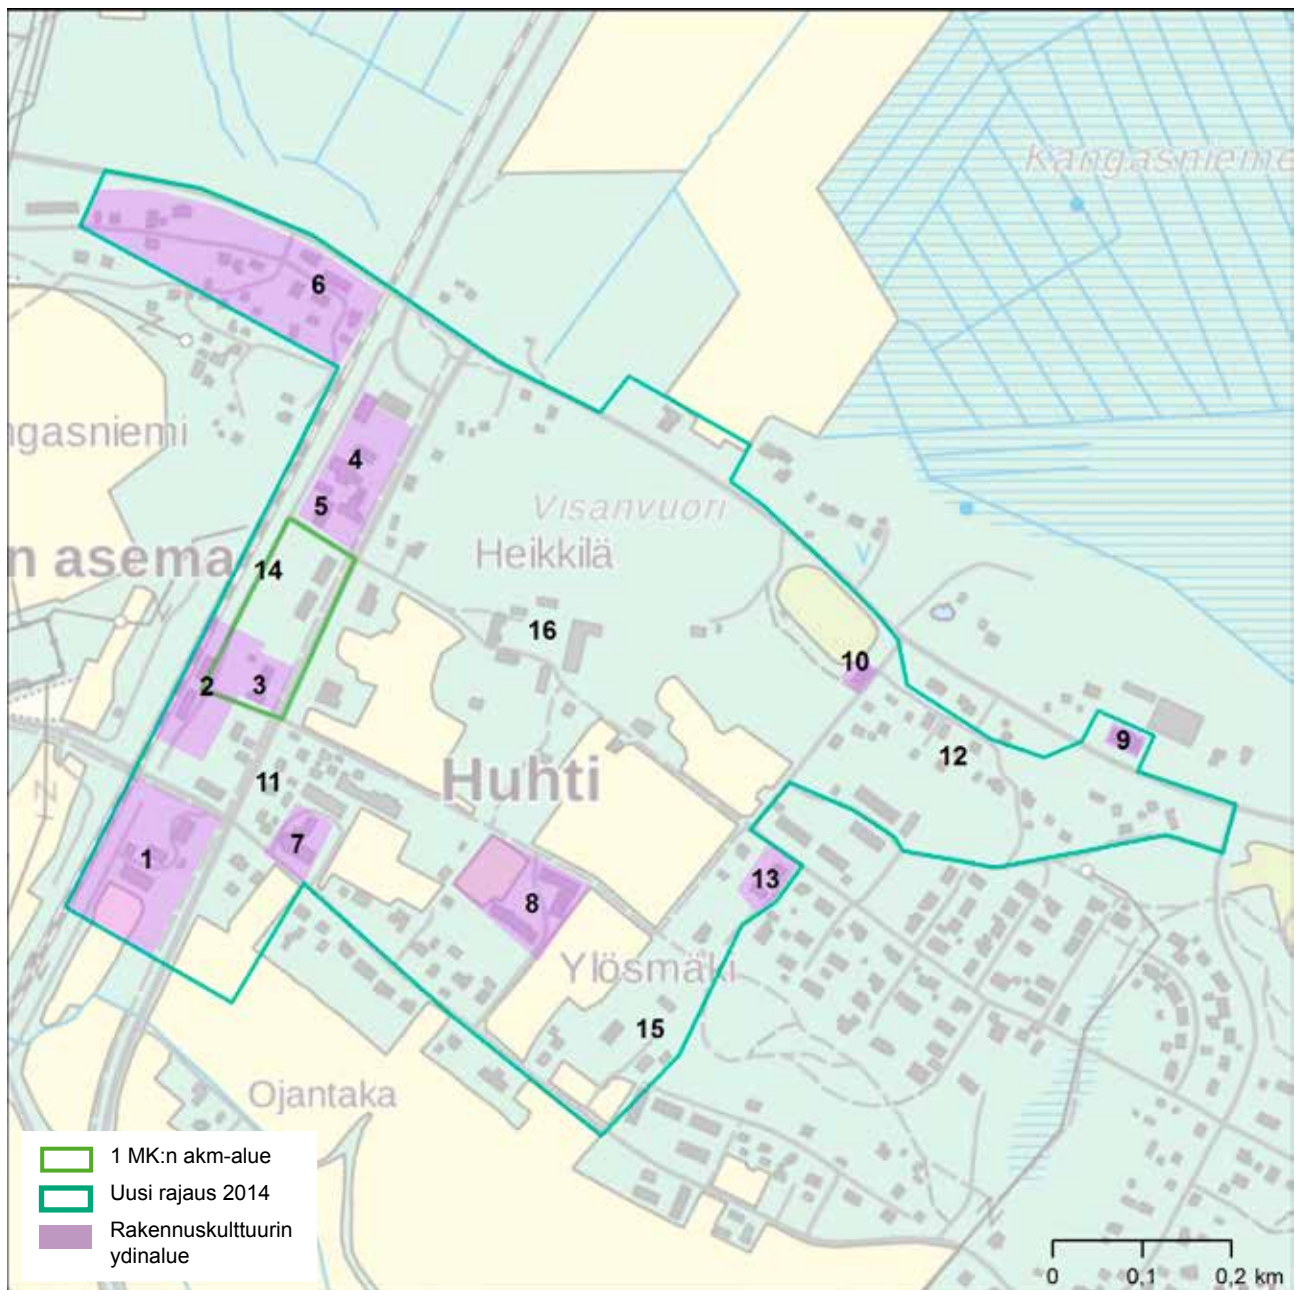 Kangasnieme
6
ngasniemi
4
5
Visanvuori
Heikkilä
n asema
14
16
10
2
3
9
12
11
Huhti
7
1
13
8
Ylösmäki
15
Ojantaka
1 MK:n akm-alue
Uusi rajaus 2014
Rakennuskulttuurin
ydinalue
0 0,1 0,2 km